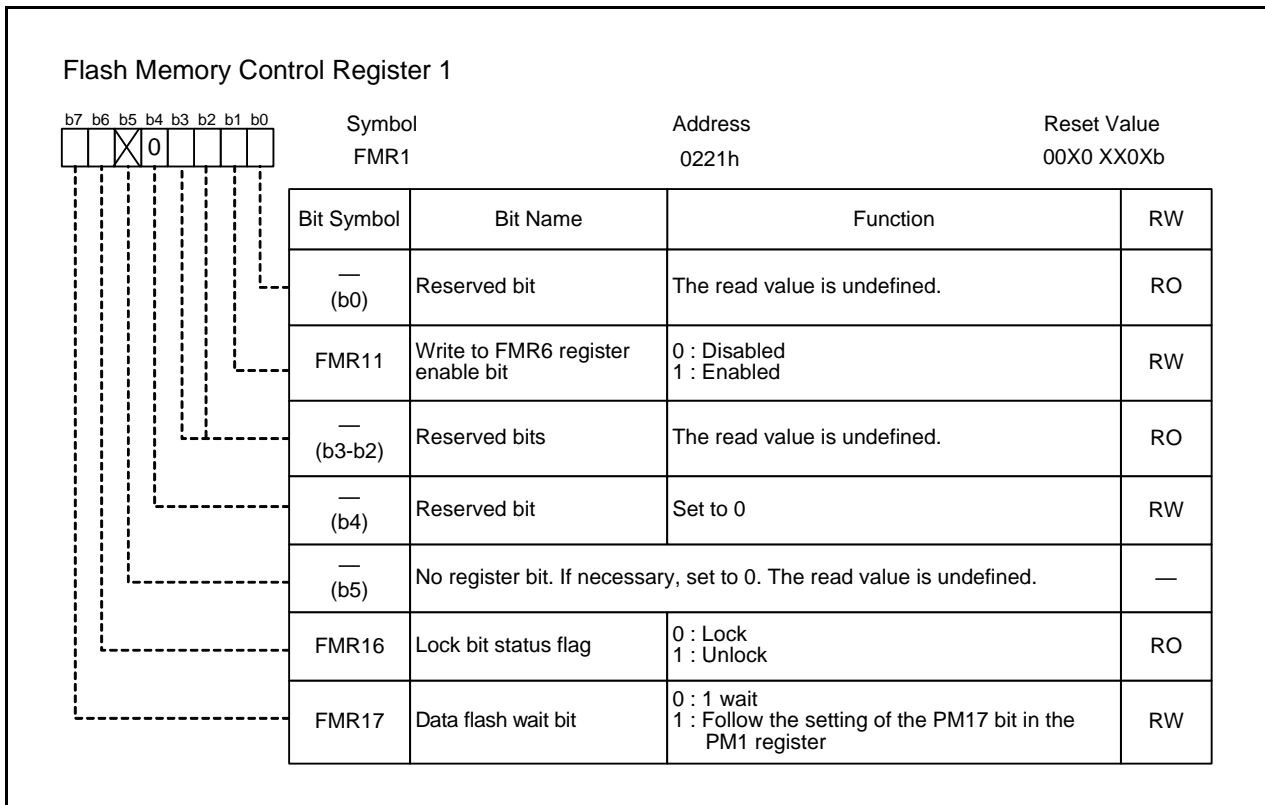 Flash Memory Control Register 1
b7 b6 b5 b4 b3 b2 b1 b0
0
Symbol Address Reset Value
FMR1 0221h 00X0 XX0Xb
Bit Symbol Bit Name Function RW
—
(b0)
Reserved bit
The read value is undefined.
RO
FMR11
Write to FMR6 register
enable bit
0 : Disabled
1 : Enabled
RW
—
(b3-b2)
Reserved bits
The read value is undefined.
RO
—
(b4)
Reserved bit
Set to 0
RW
—
(b5)
No register bit. If necessary, set to 0. The read value is undefined.
—
FMR16
Lock bit status flag
0 : Lock
1 : Unlock
RO
FMR17
Data flash wait bit
0 : 1 wait
1 : Follow the setting of the PM17 bit in the
PM1 register
RW